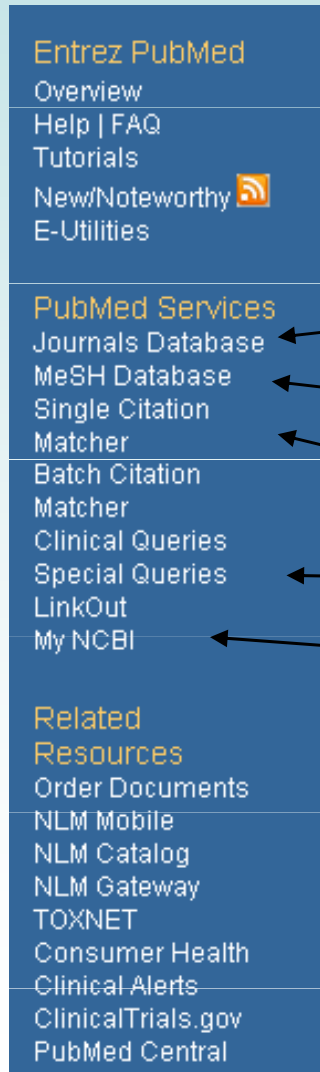 Entrez PubMed
Overview
Help | FAQ
Tutorials
New/Noteworthy
E-Utilities
PubMed Services
Journals Database
MeSH Database
Single Citation
Matcher
Batch Citation
Matcher
Clinical Queries
Special Queries
LinkOut
My NCBI
Related
Resources
Order Documents
NLM Mobile
NLM Catalog
NLM Gateway
TOXNET
Consumer Health
Clinical Alerts
ClinicalTrials.gov
PubMed Central